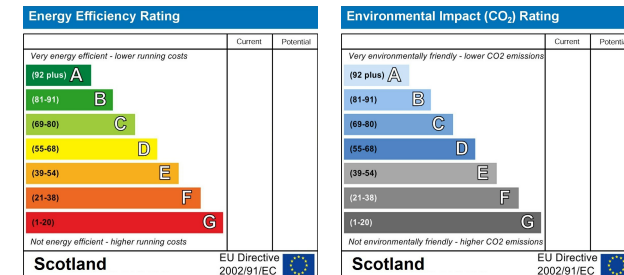 Energy Efficiency Rating
Current Potential
Very energy efficient - lower running costs
(92 plus) A
(81-91) B
(69-80) C
(55-68) D
(39-54) E
(21-38) F
(1-20) G
Not energy efficient - higher running costs
Scotland
EU Directive
2002/91/EC
Environmental Impact (CO₂) Rating
Current Potential
Very environmentally friendly - lower CO2 emissions
(92 plus) A
(81-91) B
(69-80) C
(55-68) D
(39-54) E
(21-38) F
(1-20) G
Not environmentally friendly - higher CO2 emissions
Scotland
EU Directive
2002/91/EC